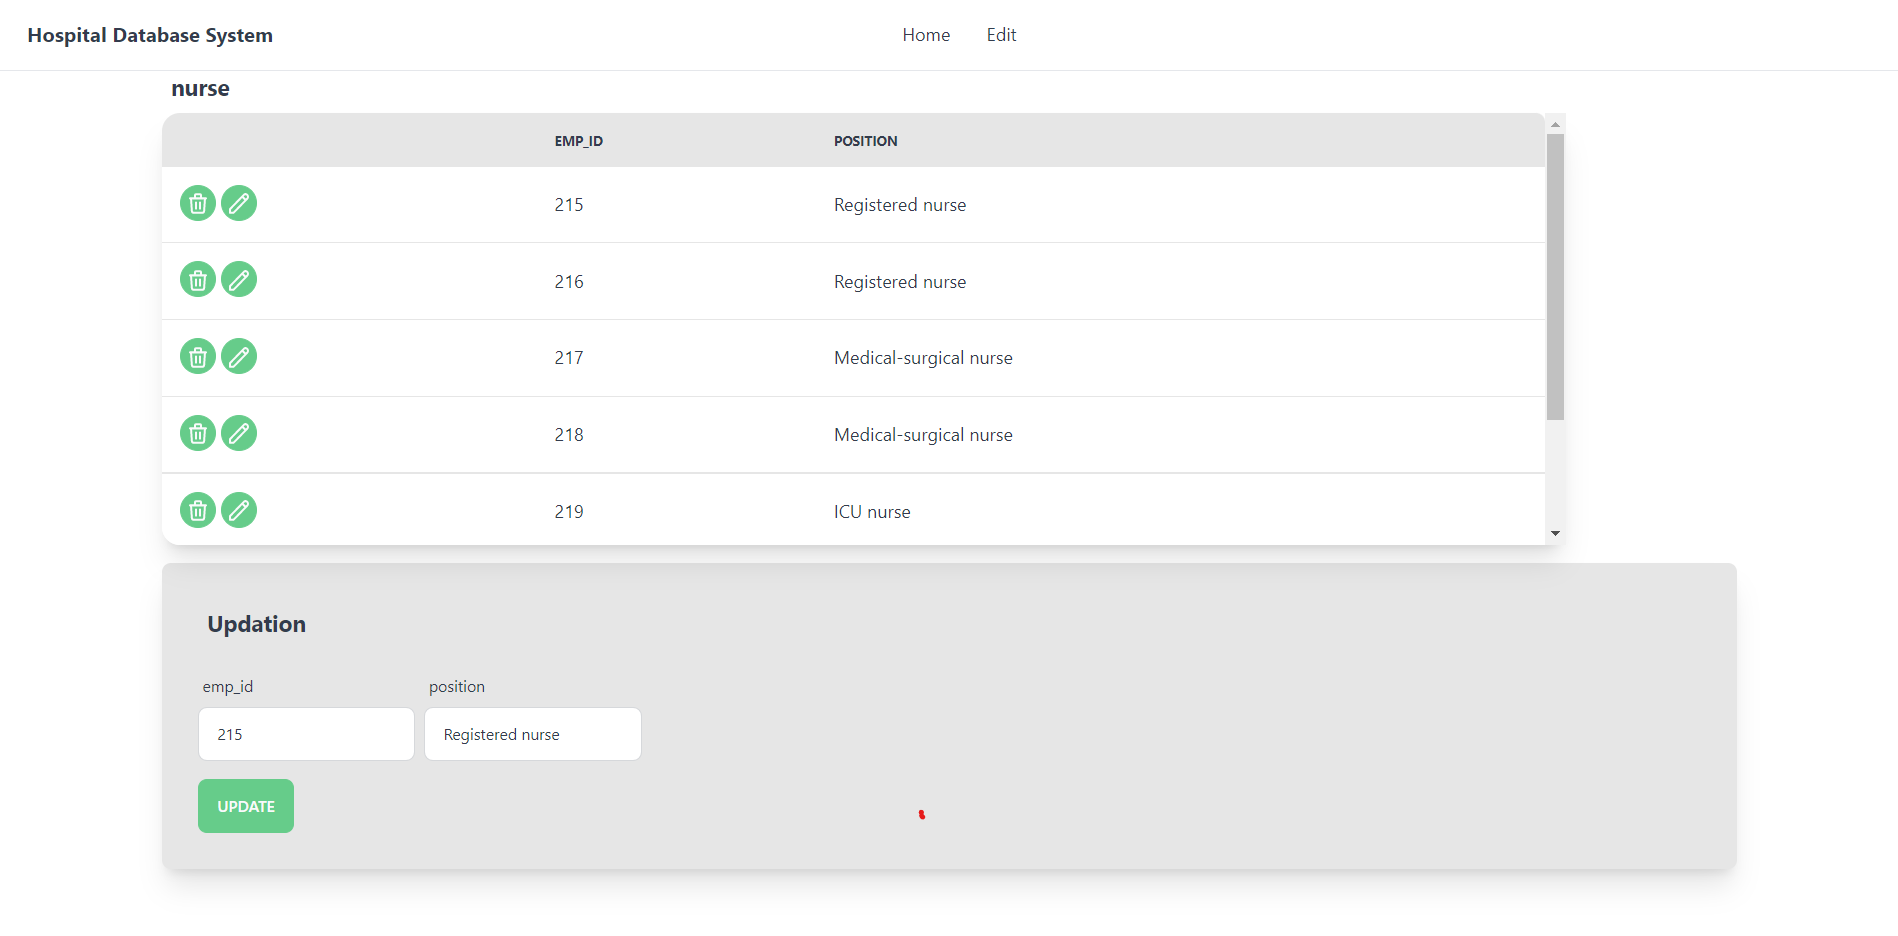 Hospital Database System Home Edit
nurse
EMP_ID POSITION
215 Registered nurse
216 Registered nurse
217 Medical-surgical nurse
218 Medical-surgical nurse
219 ICU nurse
Updation
emp_id position
215 Registered nurse
UPDATE